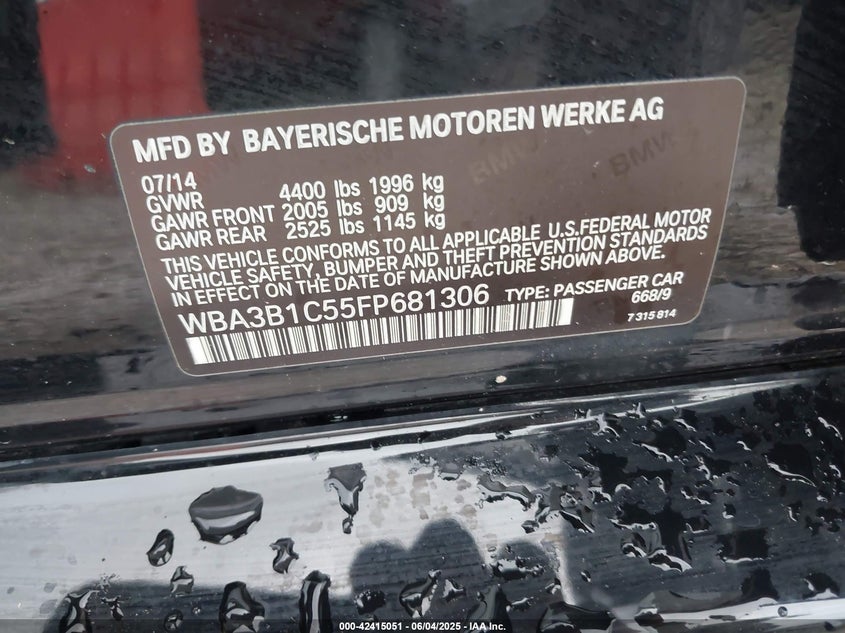 MFD BY BAYERISCHE MOTOREN WERKE AG
07/14
GVWR 4400 lbs 1996 kg
GAWR FRONT 2005 lbs 909 kg
GAWR REAR 2525 lbs 1145 kg
THIS VEHICLE CONFORMS TO ALL APPLICABLE U.S.FEDERAL MOTOR
VEHICLE SAFETY, BUMPER AND THEFT PREVENTION STANDARDS
IN EFFECT ON THE DATE OF MANUFACTURE SHOWN ABOVE.
WBA3B1C55FP681306 TYPE: PASSENGER CAR
668/9
7 315 814
BMW
BMW
000-42415051 - 06/04/2025 - IAA Inc.